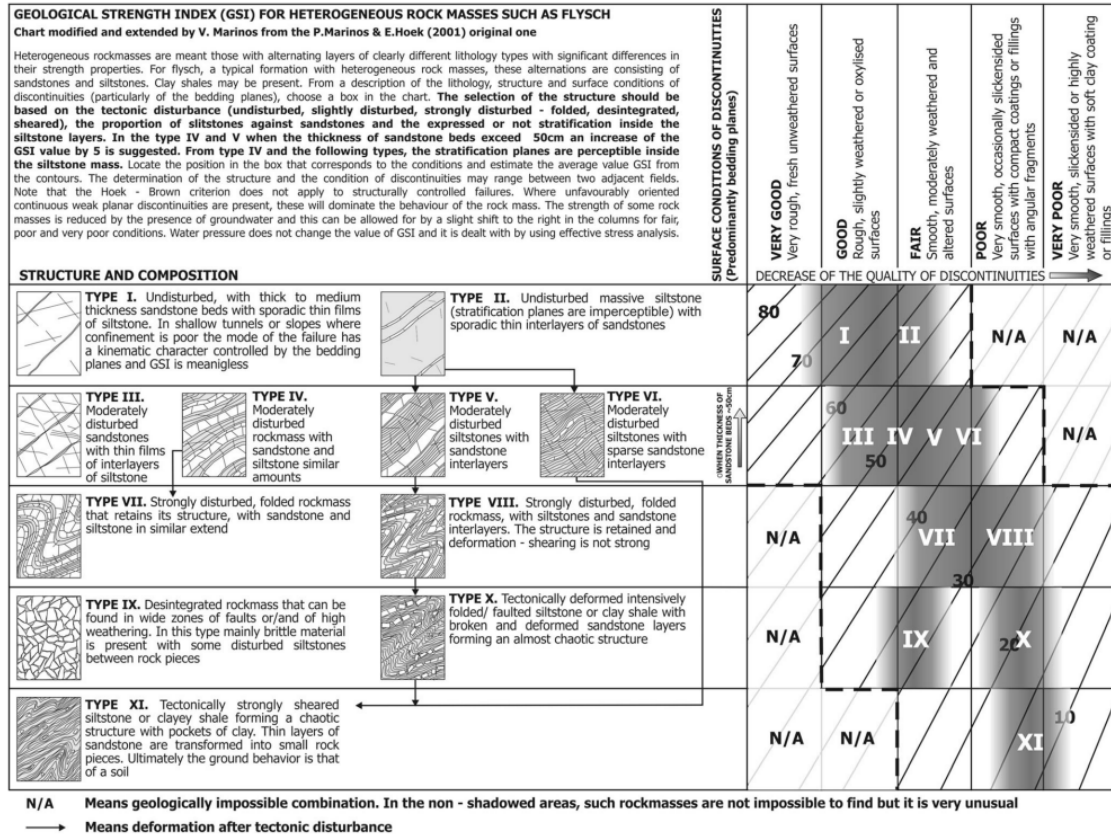 GEOLOGICAL STRENGTH INDEX (GSI) FOR HETEROGENEOUS ROCK MASSES SUCH AS FLYSCH
Chart modified and extended by V. Marinos from the P.Marinos & E.Hoek (2001) original one
Heterogeneous rockmasses are meant those with alternating layers of clearly different lithology types with significant differences in
their strength properties. For flysch, a typical formation with heterogeneous rock masses, these alternations are consisting of
sandstones and siltstones. Clay shales may be present. From a description of the lithology, structure and surface conditions of
discontinuities (particularly of the bedding planes), choose a box in the chart. The selection of the structure should be
based on the tectonic disturbance (undisturbed, slightly disturbed, strongly disturbed - folded, desintegrated,
sheared), the proportion of slitstones against sandstones and the expressed or not stratification inside the
siltstone layers. In the type IV and V when the thickness of sandstone beds exceed 50cm an increase of the
GSI value by 5 is suggested. From type IV and the following types, the stratification planes are perceptible inside
the siltstone mass. Locate the position in the box that corresponds to the conditions and estimate the average value GSI from
the contours. The determination of the structure and the condition of discontinuities may range between two adjacent fields.
Note that the Hoek - Brown criterion does not apply to structurally controlled failures. Where unfavourably oriented
continuous weak planar discontinuities are present, these will dominate the behaviour of the rock mass. The strength of some rock
masses is reduced by the presence of groundwater and this can be allowed for by a slight shift to the right in the columns for fair,
poor and very poor conditions. Water pressure does not change the value of GSI and it is dealt with by using effective stress analysis.
SURFACE CONDITIONS OF DISCONTINUITIES
(Predominantly bedding planes)
VERY GOOD
Very rough, fresh unweathered surfaces
GOOD
Rough, slightly weathered or oxylised
surfaces
FAIR
Smooth, moderately weathered and
altered surfaces
POOR
Very smooth, occasionally slickensided
surfaces with compact coatings or fillings
with angular fragments
VERY POOR
Very smooth, slickensided or highly
weathered surfaces with soft clay coating
or fillings
STRUCTURE AND COMPOSITION
DECREASE OF THE QUALITY OF DISCONTINUITIES
TYPE I. Undisturbed, with thick to medium
thickness sandstone beds with sporadic thin films
of siltstone. In shallow tunnels or slopes where
confinement is poor the mode of the failure has
a kinematic character controlled by the bedding
planes and GSI is meanigless
TYPE II. Undisturbed massive siltstone
(stratification planes are imperceptible) with
sporadic thin interlayers of sandstones
80
70
I
II
N/A
N/A
TYPE III.
Moderately
disturbed
sandstones
with thin films
of interlayers
of siltstone
TYPE IV.
Moderately
disturbed
rockmass with
sandstone and
siltstone similar
amounts
TYPE V.
Moderately
disturbed
siltstones with
sandstone
interlayers
TYPE VI.
Moderately
disturbed
siltstones with
sparse sandstone
interlayers
WHEN THICKNESS OF
SANDSTONE BEDS ~50cm
60
50
III IV V VI
N/A
TYPE VII. Strongly disturbed, folded rockmass
that retains its structure, with sandstone and
siltstone in similar extend
TYPE VIII. Strongly disturbed, folded
rockmass, with siltstones and sandstone
interlayers. The structure is retained and
deformation - shearing is not strong
N/A
40
VII
VIII
30
TYPE IX. Desintegrated rockmass that can be
found in wide zones of faults or/and of high
weathering. In this type mainly brittle material
is present with some disturbed siltstones
between rock pieces
TYPE X. Tectonically deformed intensively
folded/ faulted siltstone or clay shale with
broken and deformed sandstone layers
forming an almost chaotic structure
N/A
IX
20
X
TYPE XI. Tectonically strongly sheared
siltstone or clayey shale forming a chaotic
structure with pockets of clay. Thin layers of
sandstone are transformed into small rock
pieces. Ultimately the ground behavior is that
of a soil
N/A
N/A
10
XI
N/A Means geologically impossible combination. In the non - shadowed areas, such rockmasses are not impossible to find but it is very unusual
Means deformation after tectonic disturbance